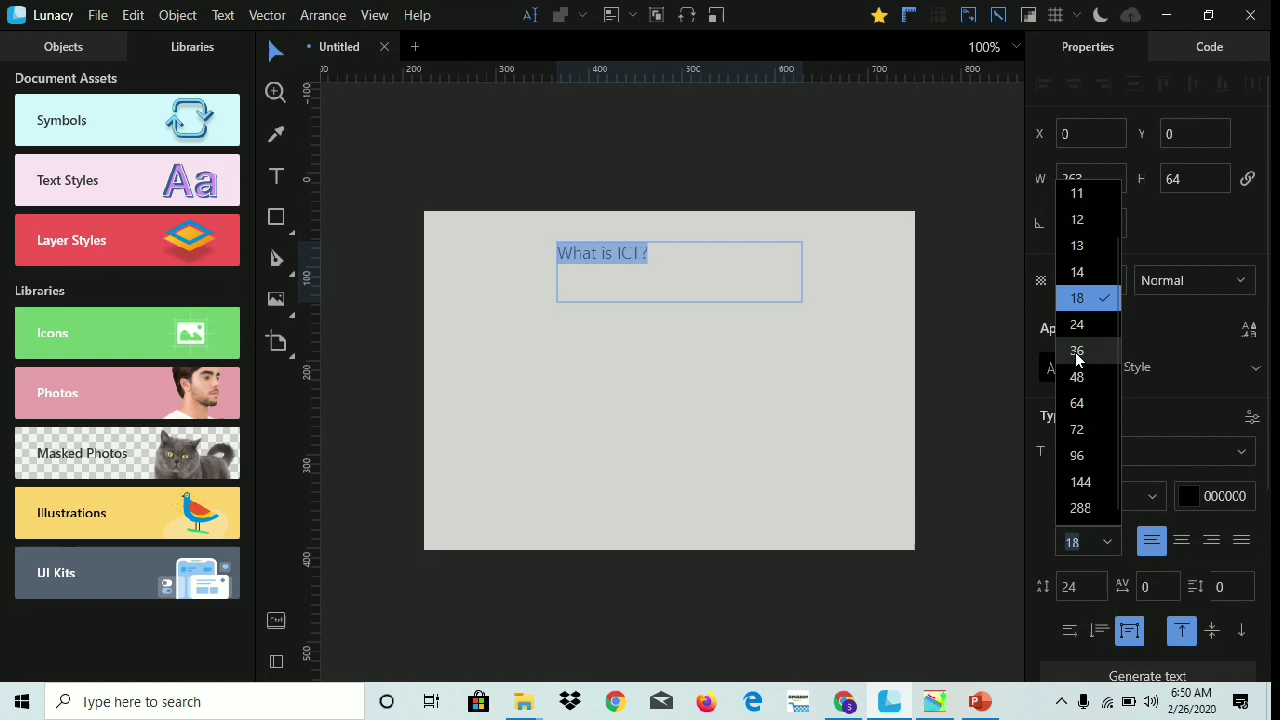 Lunacy File Edit Object Text Vector Arrange View Help
Objects Libraries Untitled 100% Properties Code
Document Assets
Symbols
Text Styles
Layer Styles
Libraries
Icons
Photos
Masked Photos
Illustrations
UI Kits
200 300 400 500 600 700 800
What is ICT?
X 0 Y 0
W 263 H 64
11
12
13
14
Normal
18
24
36
48
Style
64
72
96
144
288
000000
18
24 0 0
Generate text
Type here to search
6:50 AM
2/26/2020